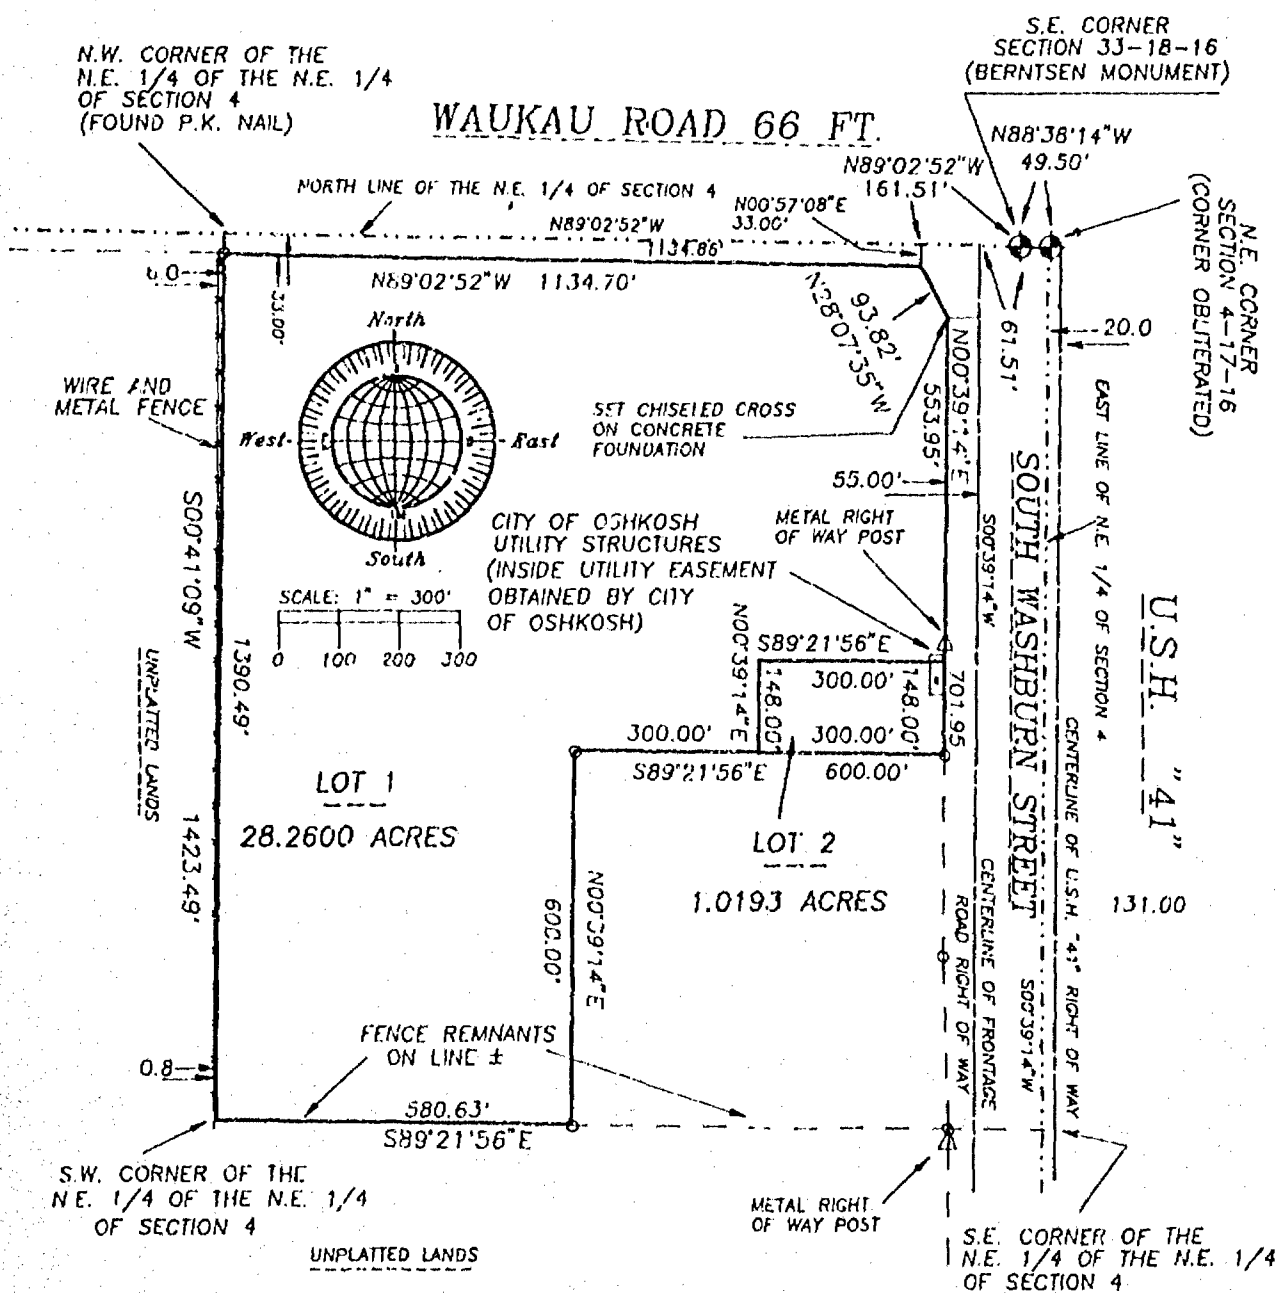 S.E. CORNER
SECTION 33-18-16
(BERNTSEN MONUMENT)
N.W. CORNER OF THE
N.E. 1/4 OF THE N.E. 1/4
OF SECTION 4
(FOUND P.K. NAIL)
WAUKAU ROAD 66 FT.
N88°38'14"W
49.50'
N89°02'52"W
161.51'
N.E. CORNER
SECTION 4-17-16
(CORNER OBLITERATED)
NORTH LINE OF THE N.E. 1/4 OF SECTION 4
N00°57'08"E
33.00'
N89°02'52"W
1134.86'
6.0
33.00'
N89°02'52"W 1134.70'
93.82'
N28°07'35"W
61.51'
20.0
North
West
East
South
WIRE AND
METAL FENCE
SET CHISELED CROSS
ON CONCRETE
FOUNDATION
N00°39'14"E
553.95'
55.00'
EAST LINE OF N.E. 1/4 OF SECTION 4
SOUTH WASHBURN STREET
METAL RIGHT
OF WAY POST
S00°39'14"W
CITY OF OSHKOSH
UTILITY STRUCTURES
(INSIDE UTILITY EASEMENT
OBTAINED BY CITY
OF OSHKOSH)
S00°41'09"W
1390.49'
SCALE: 1" = 300'
0 100 200 300
U.S.H. "41"
UNPLATTED LANDS
N00°39'14"E
S89°21'56"E
300.00'
148.00'
148.00'
701.95
300.00'
300.00'
S89°21'56"E
600.00'
CENTERLINE OF U.S.H. "41" RIGHT OF WAY
LOT 1
28.2600 ACRES
1423.49'
LOT 2
1.0193 ACRES
131.00
N00°39'14"E
600.00'
CENTERLINE OF FRONTAGE
ROAD RIGHT OF WAY
S00°39'14"W
FENCE REMNANTS
ON LINE ±
0.8
580.63'
S89°21'56"E
S.W. CORNER OF THE
N.E. 1/4 OF THE N.E. 1/4
OF SECTION 4
METAL RIGHT
OF WAY POST
S.E. CORNER OF THE
N.E. 1/4 OF THE N.E. 1/4
OF SECTION 4
UNPLATTED LANDS